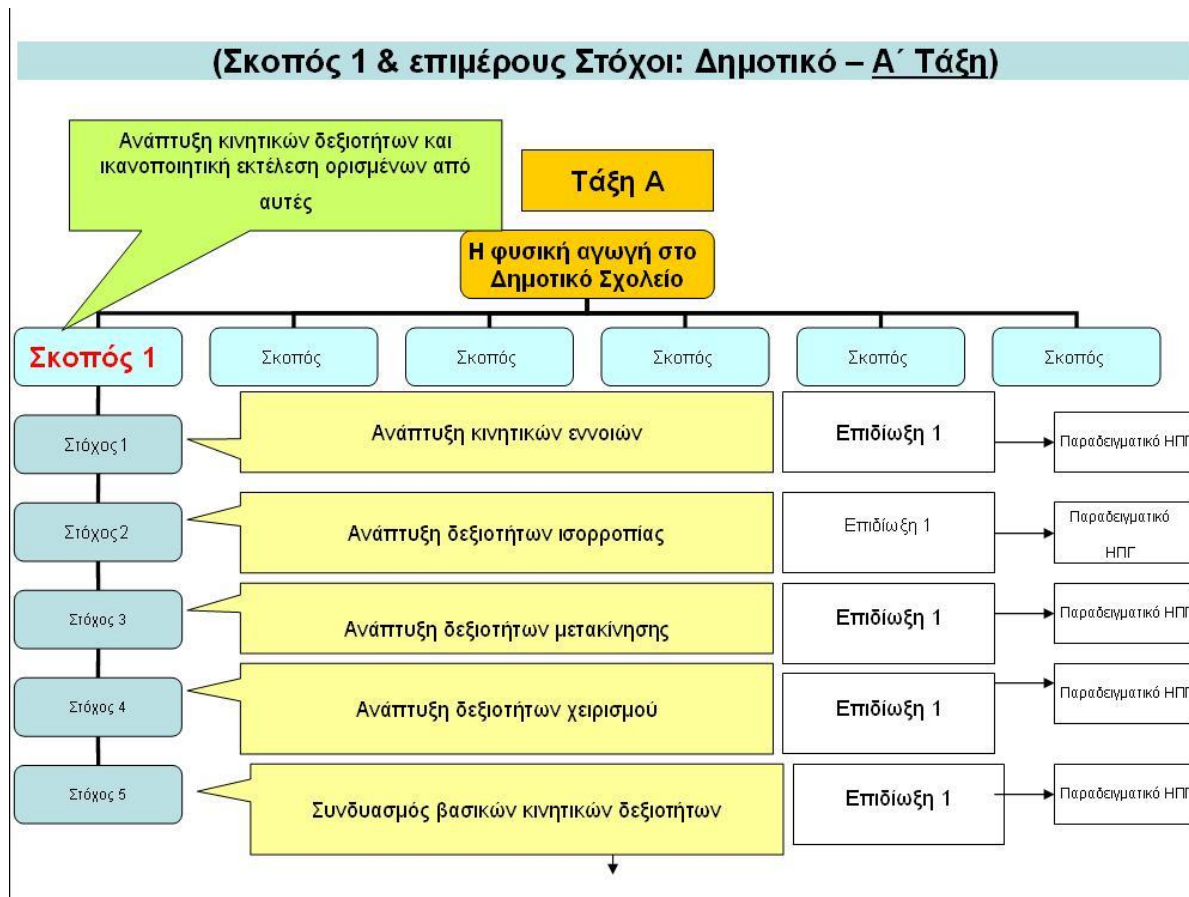 (Σκοπός 1 & επιμέρους Στόχοι: Δημοτικό – Α΄ Τάξη)
Ανάπτυξη κινητικών δεξιοτήτων και
ικανοποιητική εκτέλεση ορισμένων από
αυτές
Τάξη Α
Η φυσική αγωγή στο
Δημοτικό Σχολείο
Σκοπός 1
Σκοπός
Σκοπός
Σκοπός
Σκοπός
Σκοπός
Στόχος 1
Ανάπτυξη κινητικών εννοιών
Επιδίωξη 1
Παραδειγματικό ΗΠΓ
Στόχος 2
Ανάπτυξη δεξιοτήτων ισορροπίας
Επιδίωξη 1
Παραδειγματικό
ΗΠΓ
Στόχος 3
Ανάπτυξη δεξιοτήτων μετακίνησης
Επιδίωξη 1
Παραδειγματικό ΗΠΓ
Στόχος 4
Ανάπτυξη δεξιοτήτων χειρισμού
Επιδίωξη 1
Παραδειγματικό ΗΠΓ
Στόχος 5
Συνδυασμός βασικών κινητικών δεξιοτήτων
Επιδίωξη 1
Παραδειγματικό ΗΠΓ